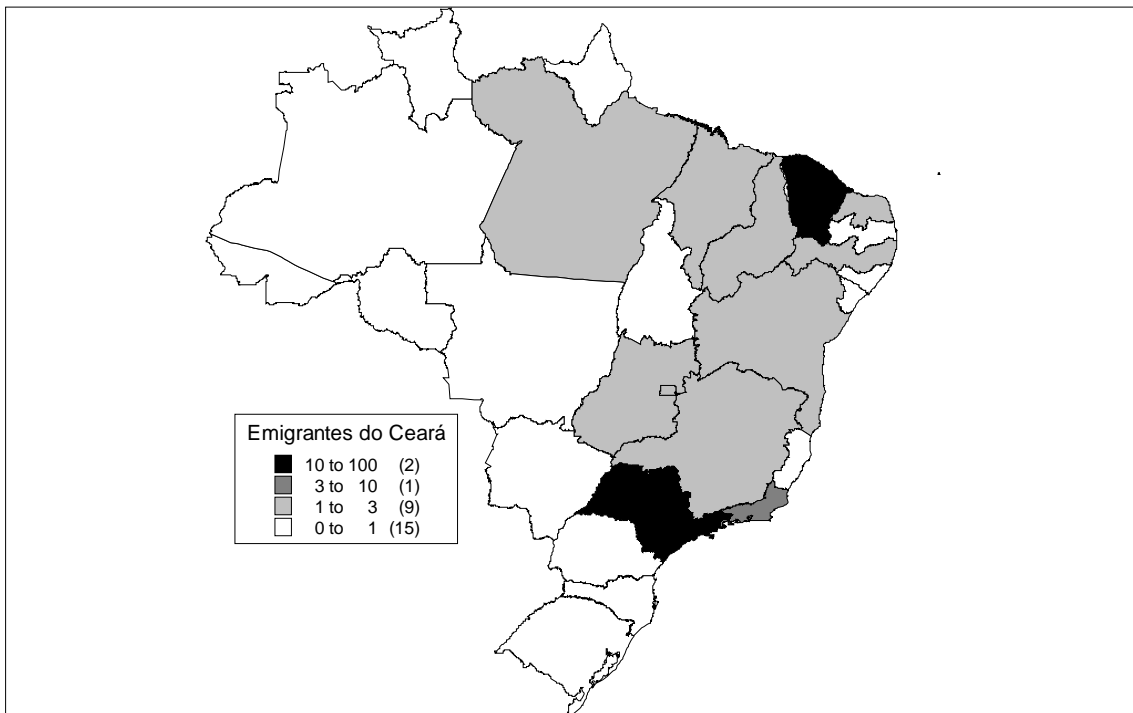 Emigrantes do Ceará
10 to 100 (2)
3 to 10 (1)
1 to 3 (9)
0 to 1 (15)